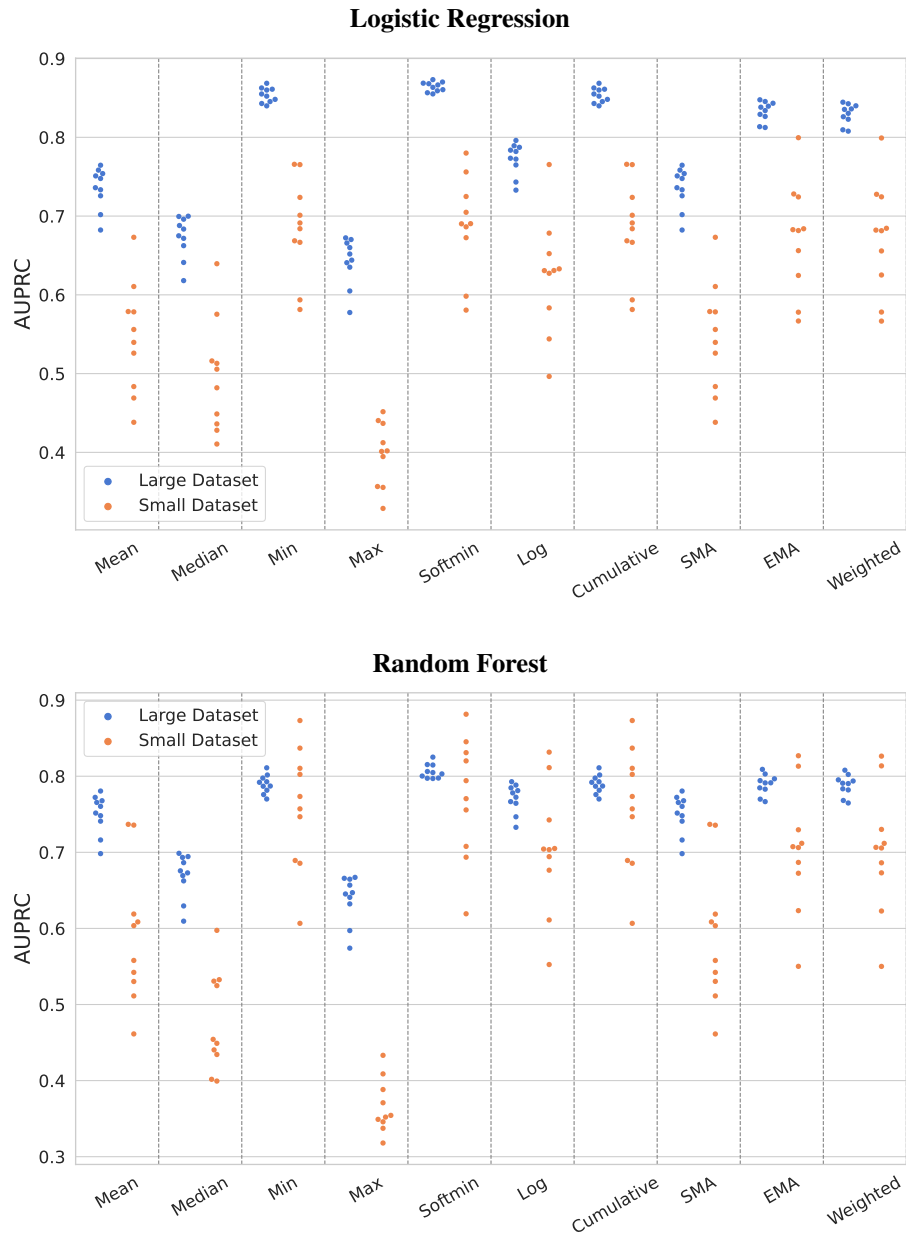 Logistic Regression
0.9
0.8
0.7
0.6
0.5
0.4
AUPRC
Large Dataset
Small Dataset
Mean
Median
Min
Max
Softmin
Log
Cumulative
SMA
EMA
Weighted
Random Forest
0.9
0.8
0.7
0.6
0.5
0.4
0.3
AUPRC
Large Dataset
Small Dataset
Mean
Median
Min
Max
Softmin
Log
Cumulative
SMA
EMA
Weighted